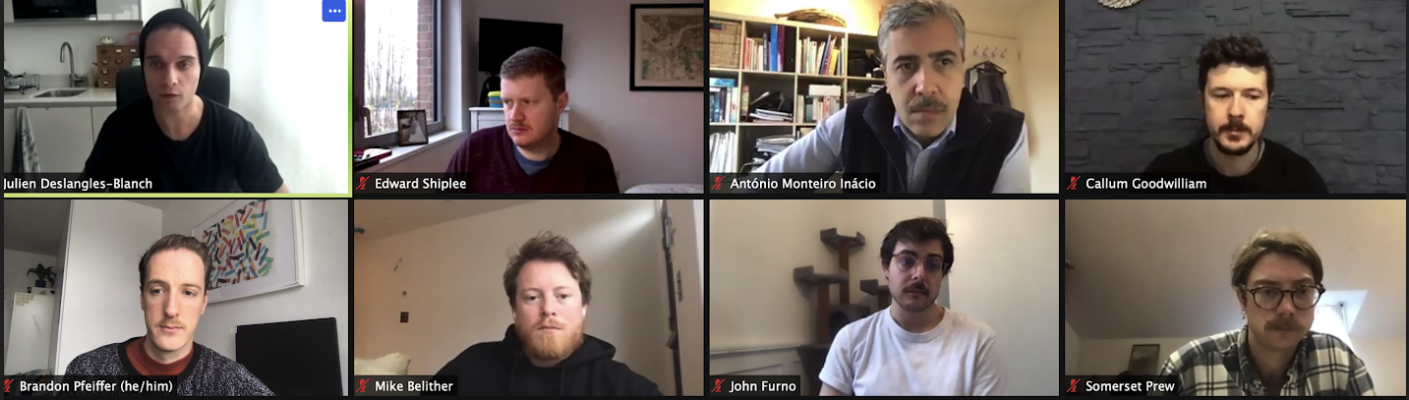 Julien Deslangles-Blanch
Edward Shiplee
António Monteiro Inácio
Callum Goodwilliam
Brandon Pfeiffer (he/him)
Mike Belither
John Furno
Somerset Prew